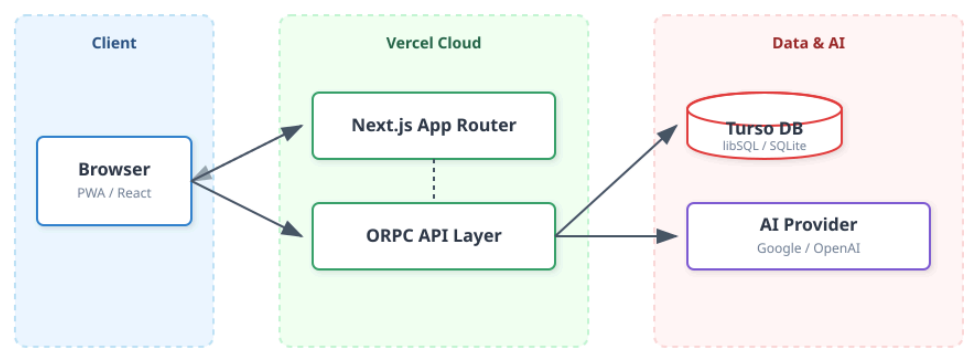 Client
Vercel Cloud
Data & AI
Next.js App Router
Turso DB
libSQL / SQLite
Browser
PWA / React
ORPC API Layer
AI Provider
Google / OpenAI